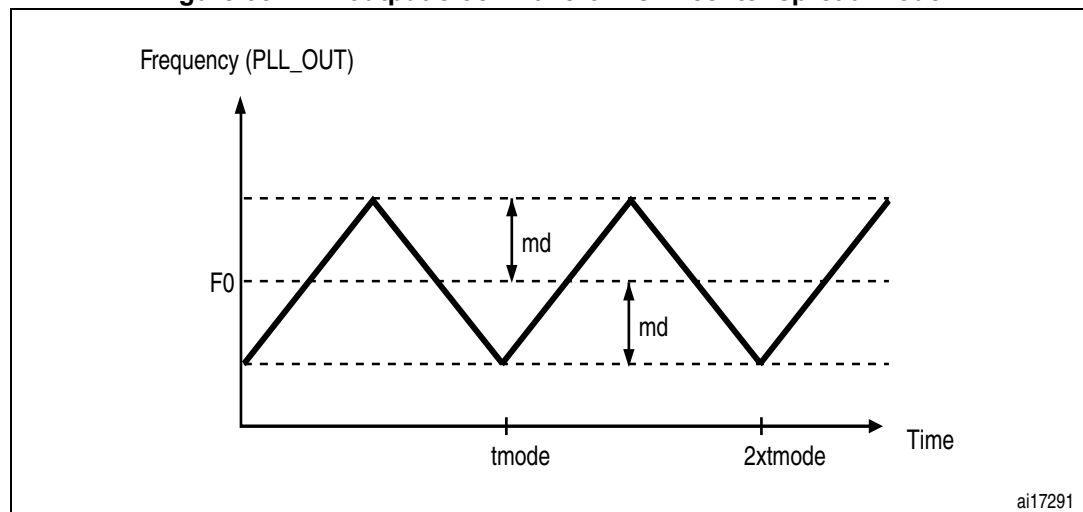 Frequency (PLL_OUT)
md
F0
md
tmode
2xtmode
Time
ai17291